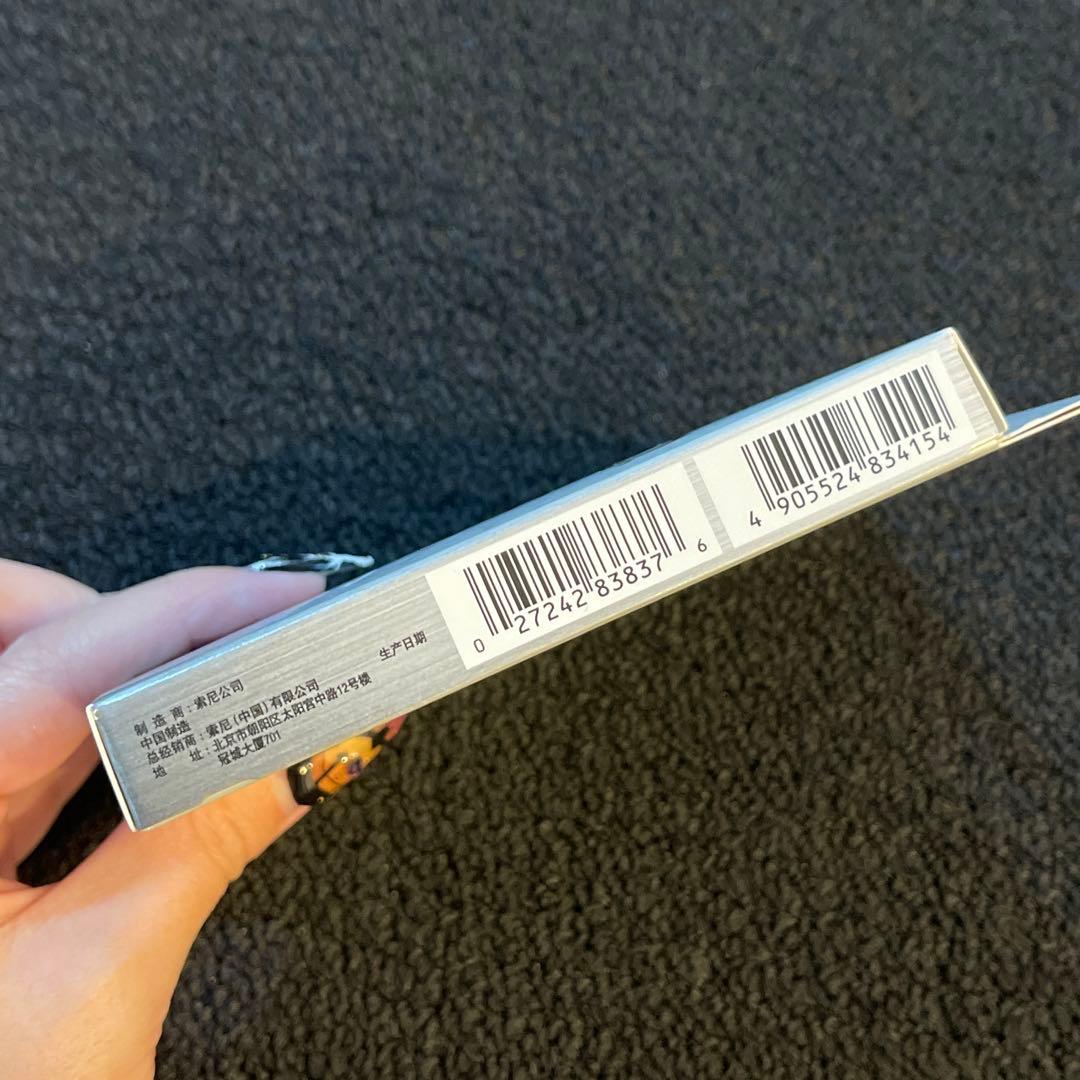 制 造 商：索尼公司
中国制造
总经销商：索尼(中国)有限公司
地 址：北京市朝阳区太阳宫中路12号楼
冠城大厦701
生产日期
0 27242 83837 6
4 905524 834154